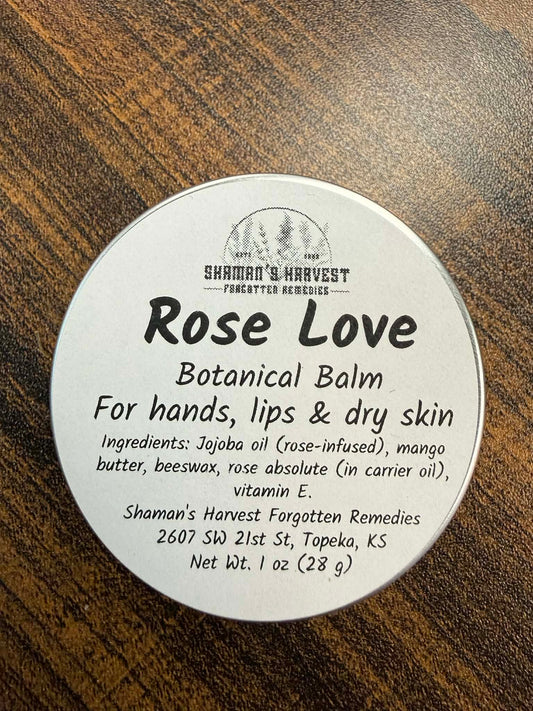 ESTD
SHAMAN'S HARVEST
FORGOTTEN REMEDIES
Rose Love
Botanical Balm
For hands, lips & dry skin
Ingredients: Jojoba oil (rose-infused), mango
butter, beeswax, rose absolute (in carrier oil),
vitamin E.
Shaman's Harvest Forgotten Remedies
2607 SW 21st St, Topeka, KS
Net Wt. 1 oz (28 g)